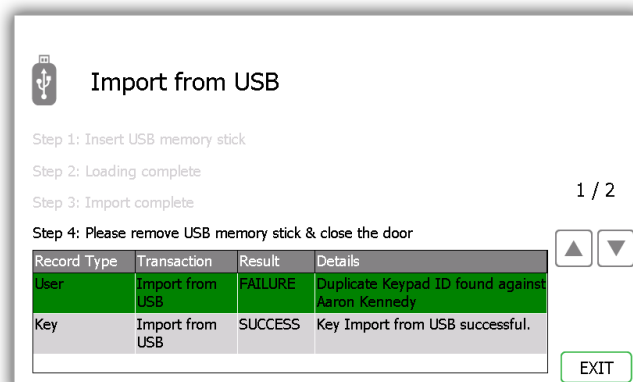 Import from USB
Step 1: Insert USB memory stick
Step 2: Loading complete
Step 3: Import complete
1 / 2
Step 4: Please remove USB memory stick & close the door
Record Type Transaction Result Details
User Import from USB FAILURE Duplicate Keypad ID found against Aaron Kennedy
Key Import from USB SUCCESS Key Import from USB successful.
EXIT